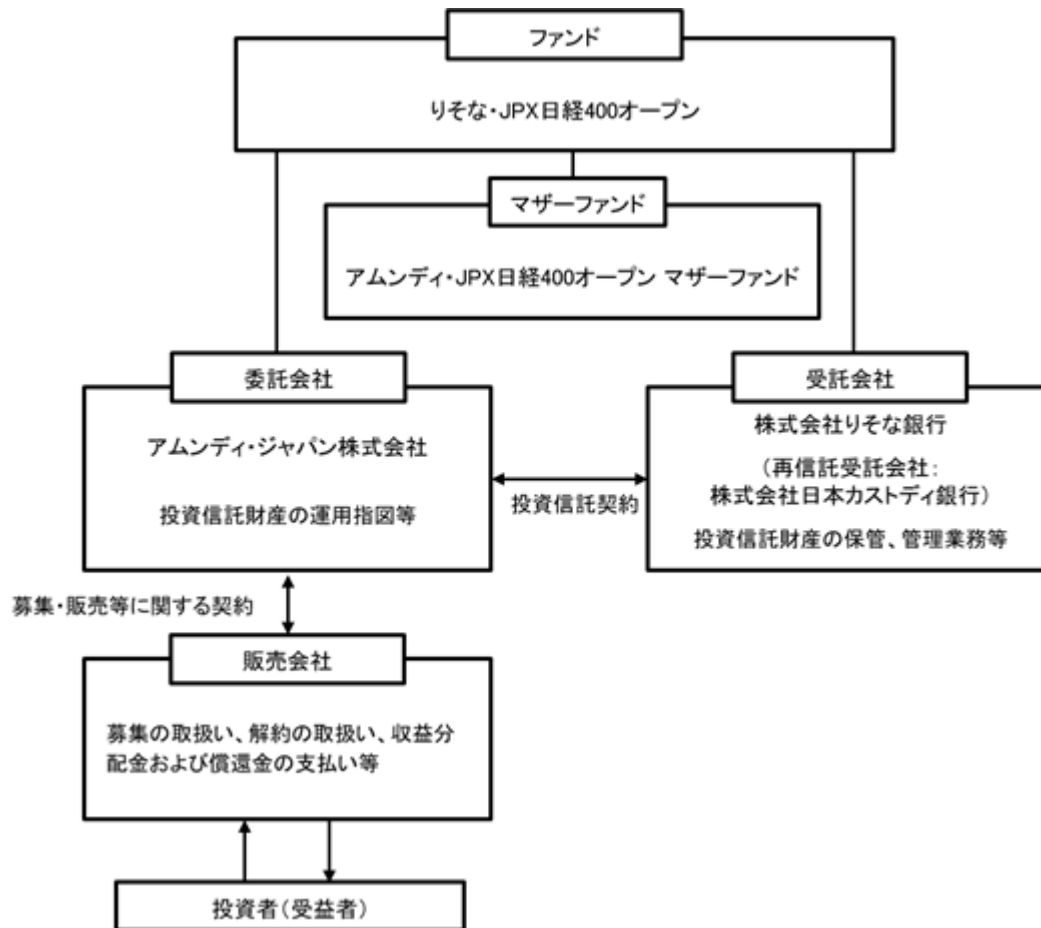 ファンド
りそな・JPX日経400オープン
マザーファンド
アムンディ・JPX日経400オープン マザーファンド
委託会社
アムンディ・ジャパン株式会社
投資信託財産の運用指図等
投資信託契約
受託会社
株式会社りそな銀行
（再信託受託会社：
株式会社日本カストディ銀行）
投資信託財産の保管、管理業務等
募集・販売等に関する契約
販売会社
募集の取扱い、解約の取扱い、収益分
配金および償還金の支払い等
投資者（受益者）